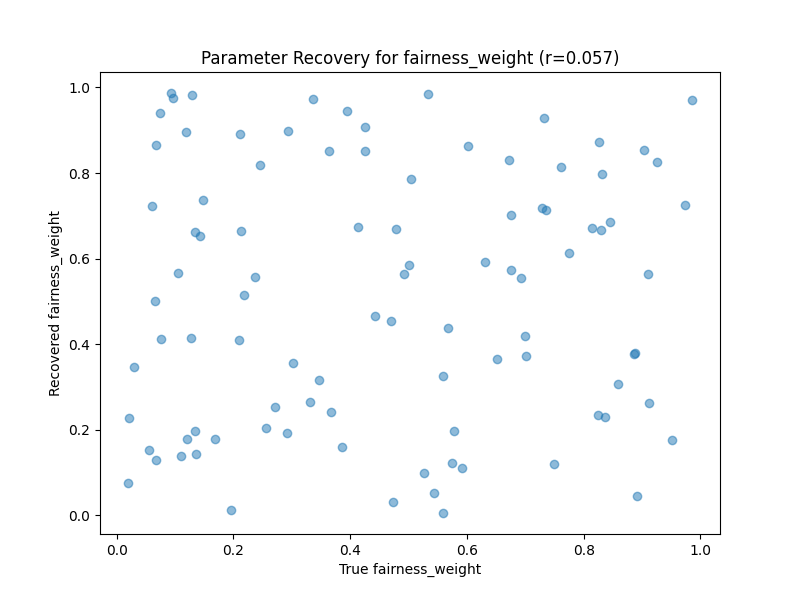 Parameter Recovery for fairness_weight (r=0.057)
1.0
0.8
0.6
0.4
0.2
0.0
Recovered fairness_weight
0.0 0.2 0.4 0.6 0.8 1.0
True fairness_weight